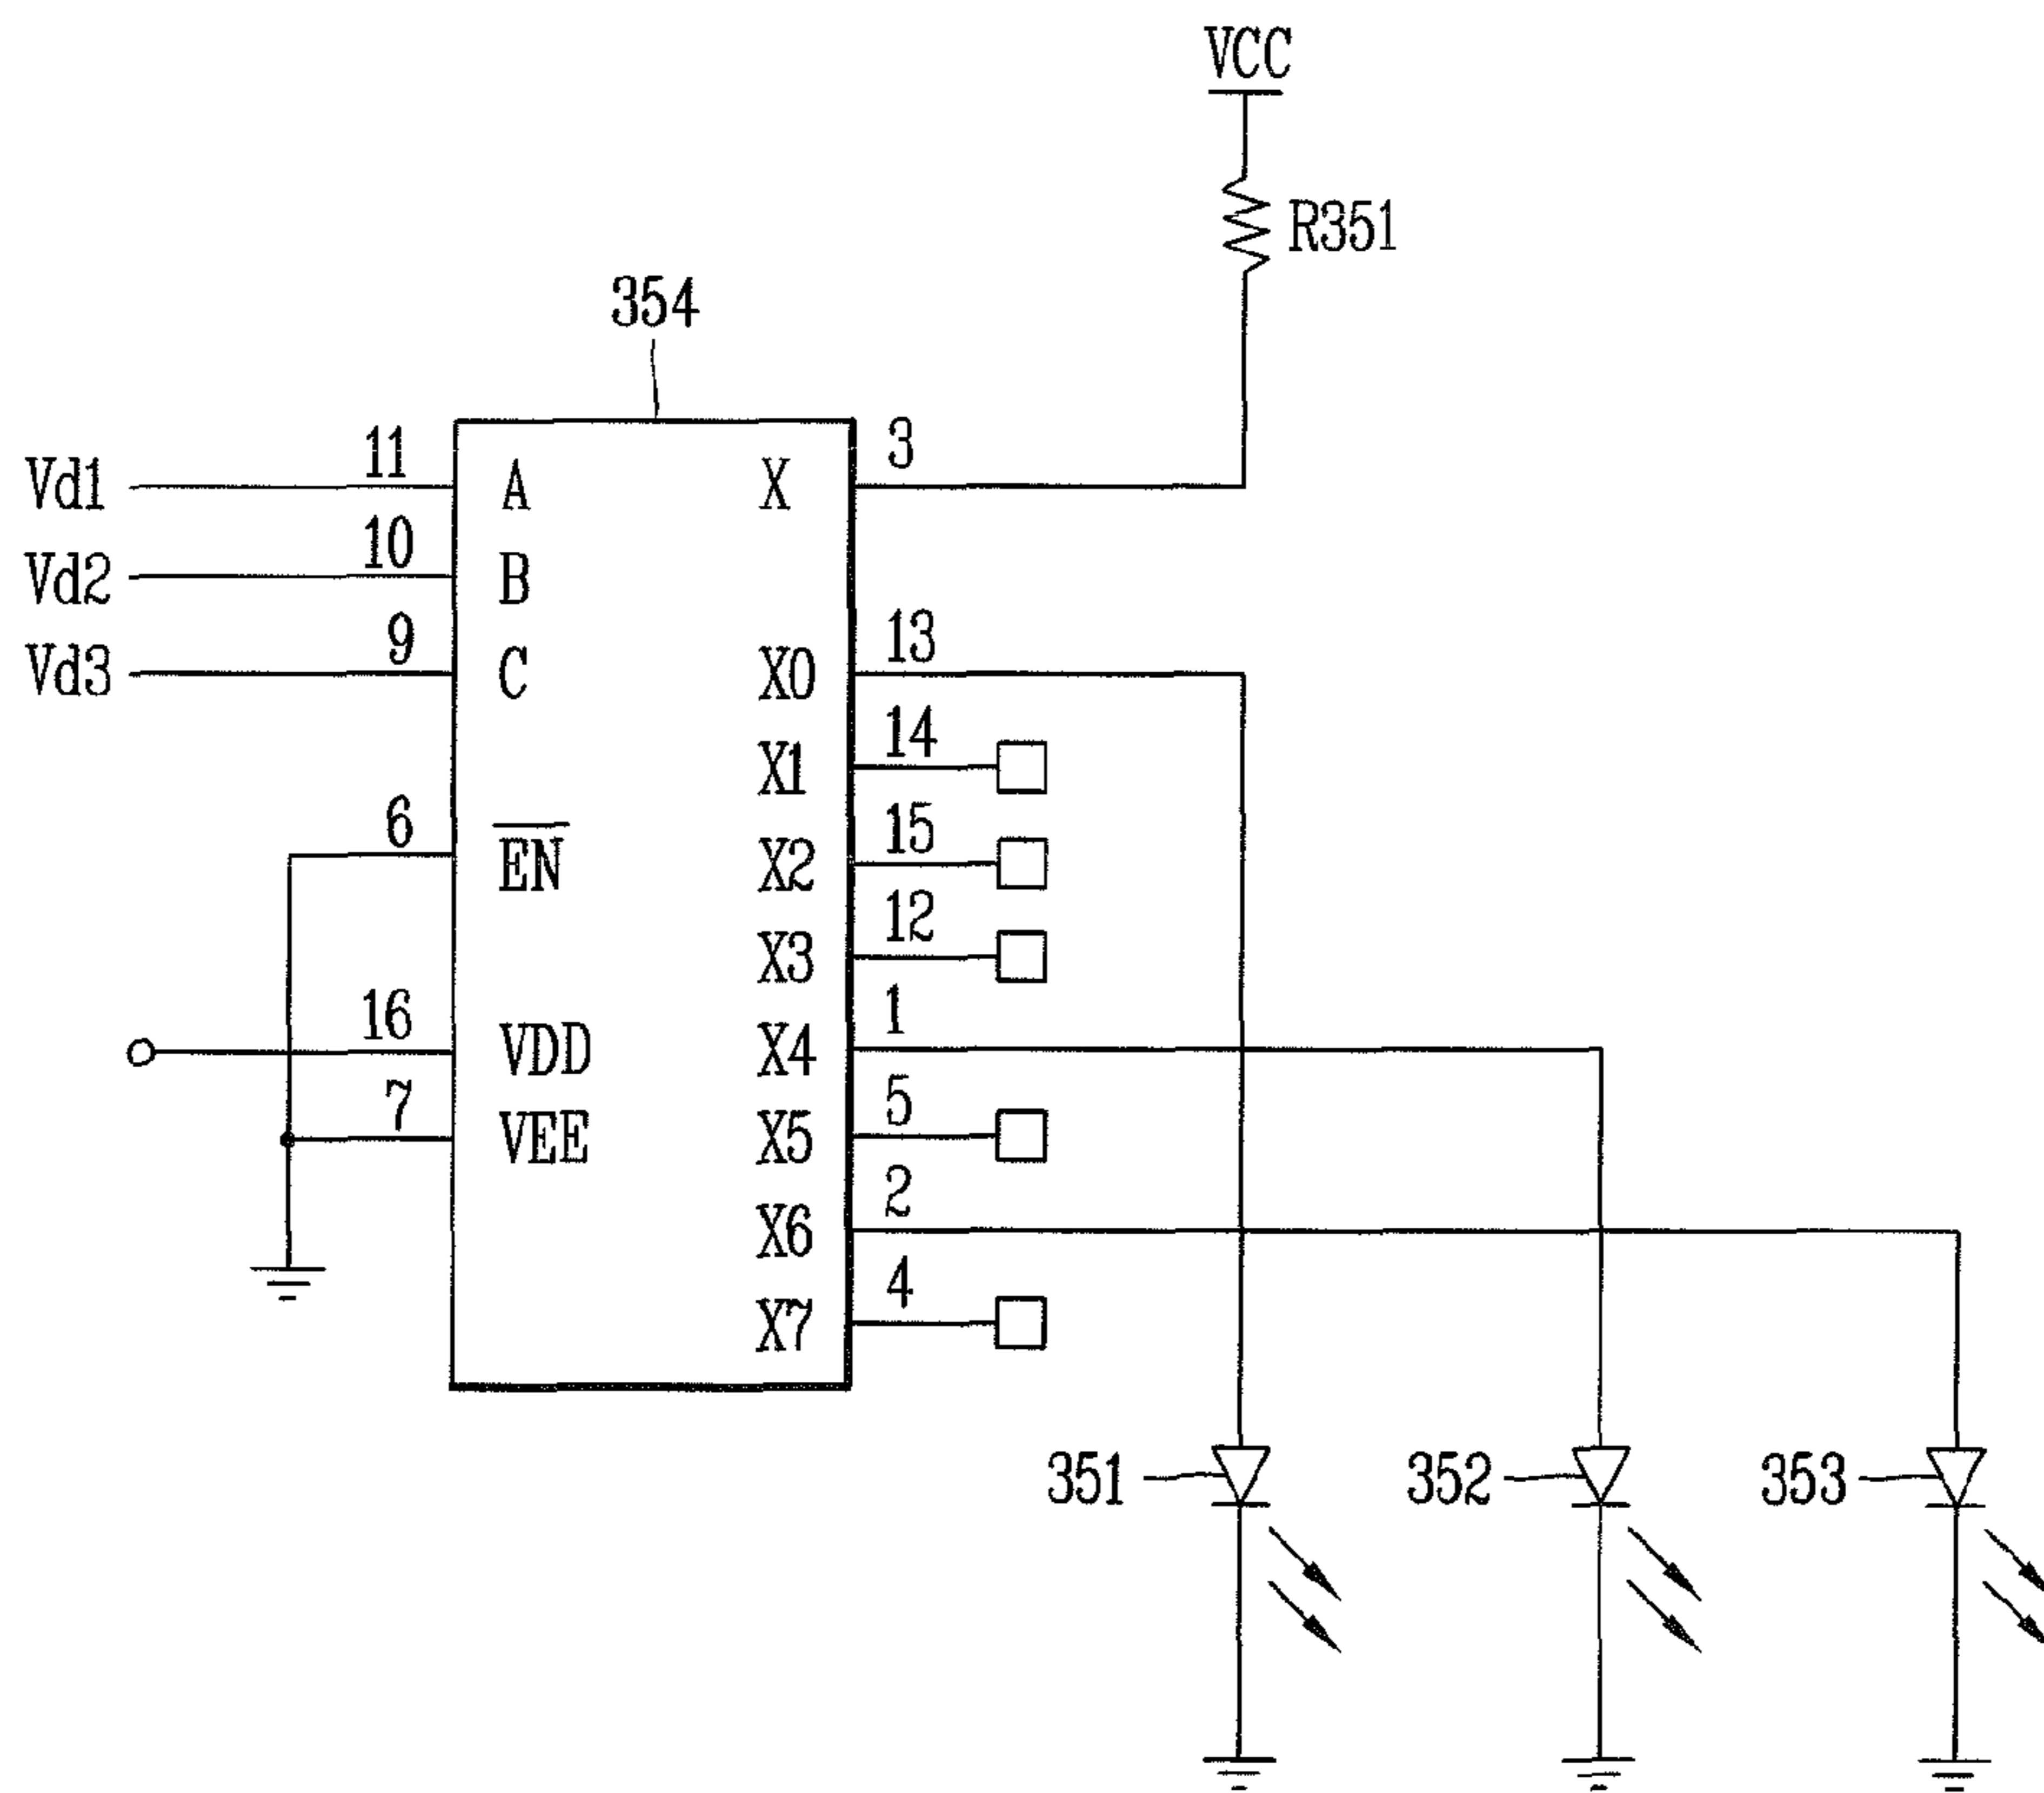 VCC
R351
354
Vd1 11 A X 3
Vd2 10 B
Vd3 9 C X0 13
X1 14
6 EN X2 15
X3 12
16 VDD X4 1
7 VEE X5 5
X6 2
X7 4
351 352 353